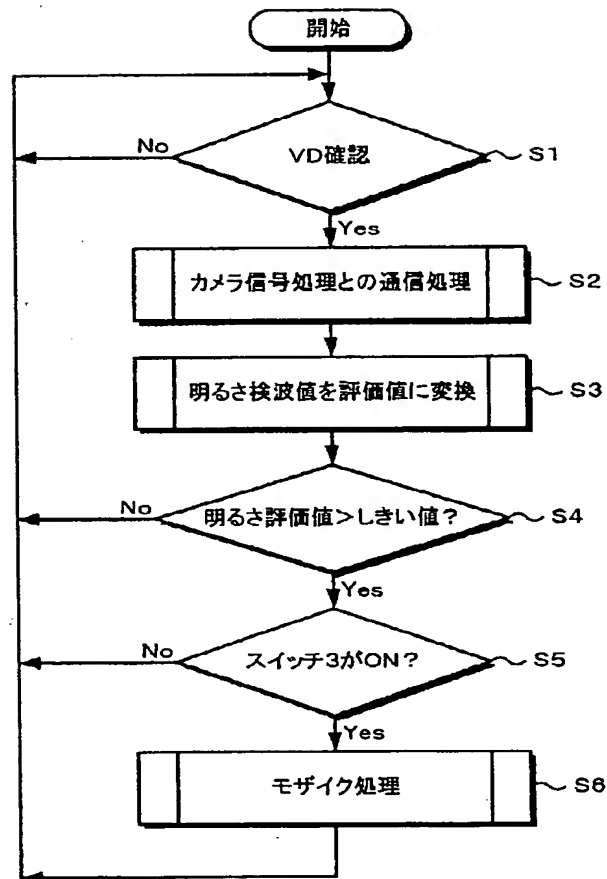 開始
VD確認
No
S1
Yes
カメラ信号処理との通信処理
S2
明るさ検波値を評価値に変換
S3
No
明るさ評価値＞しきい値？
S4
Yes
No
スイッチ3がON？
S5
Yes
モザイク処理
S6